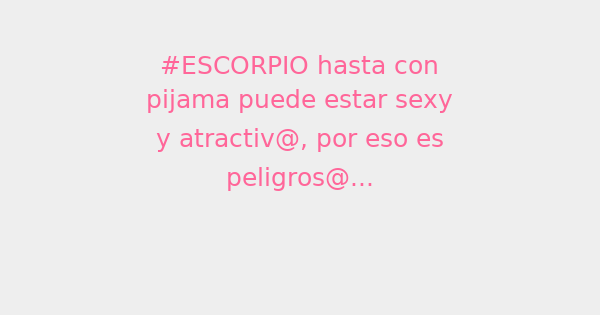 #ESCORPIO hasta con
pijama puede estar sexy
y atractiv@, por eso es
peligros@...